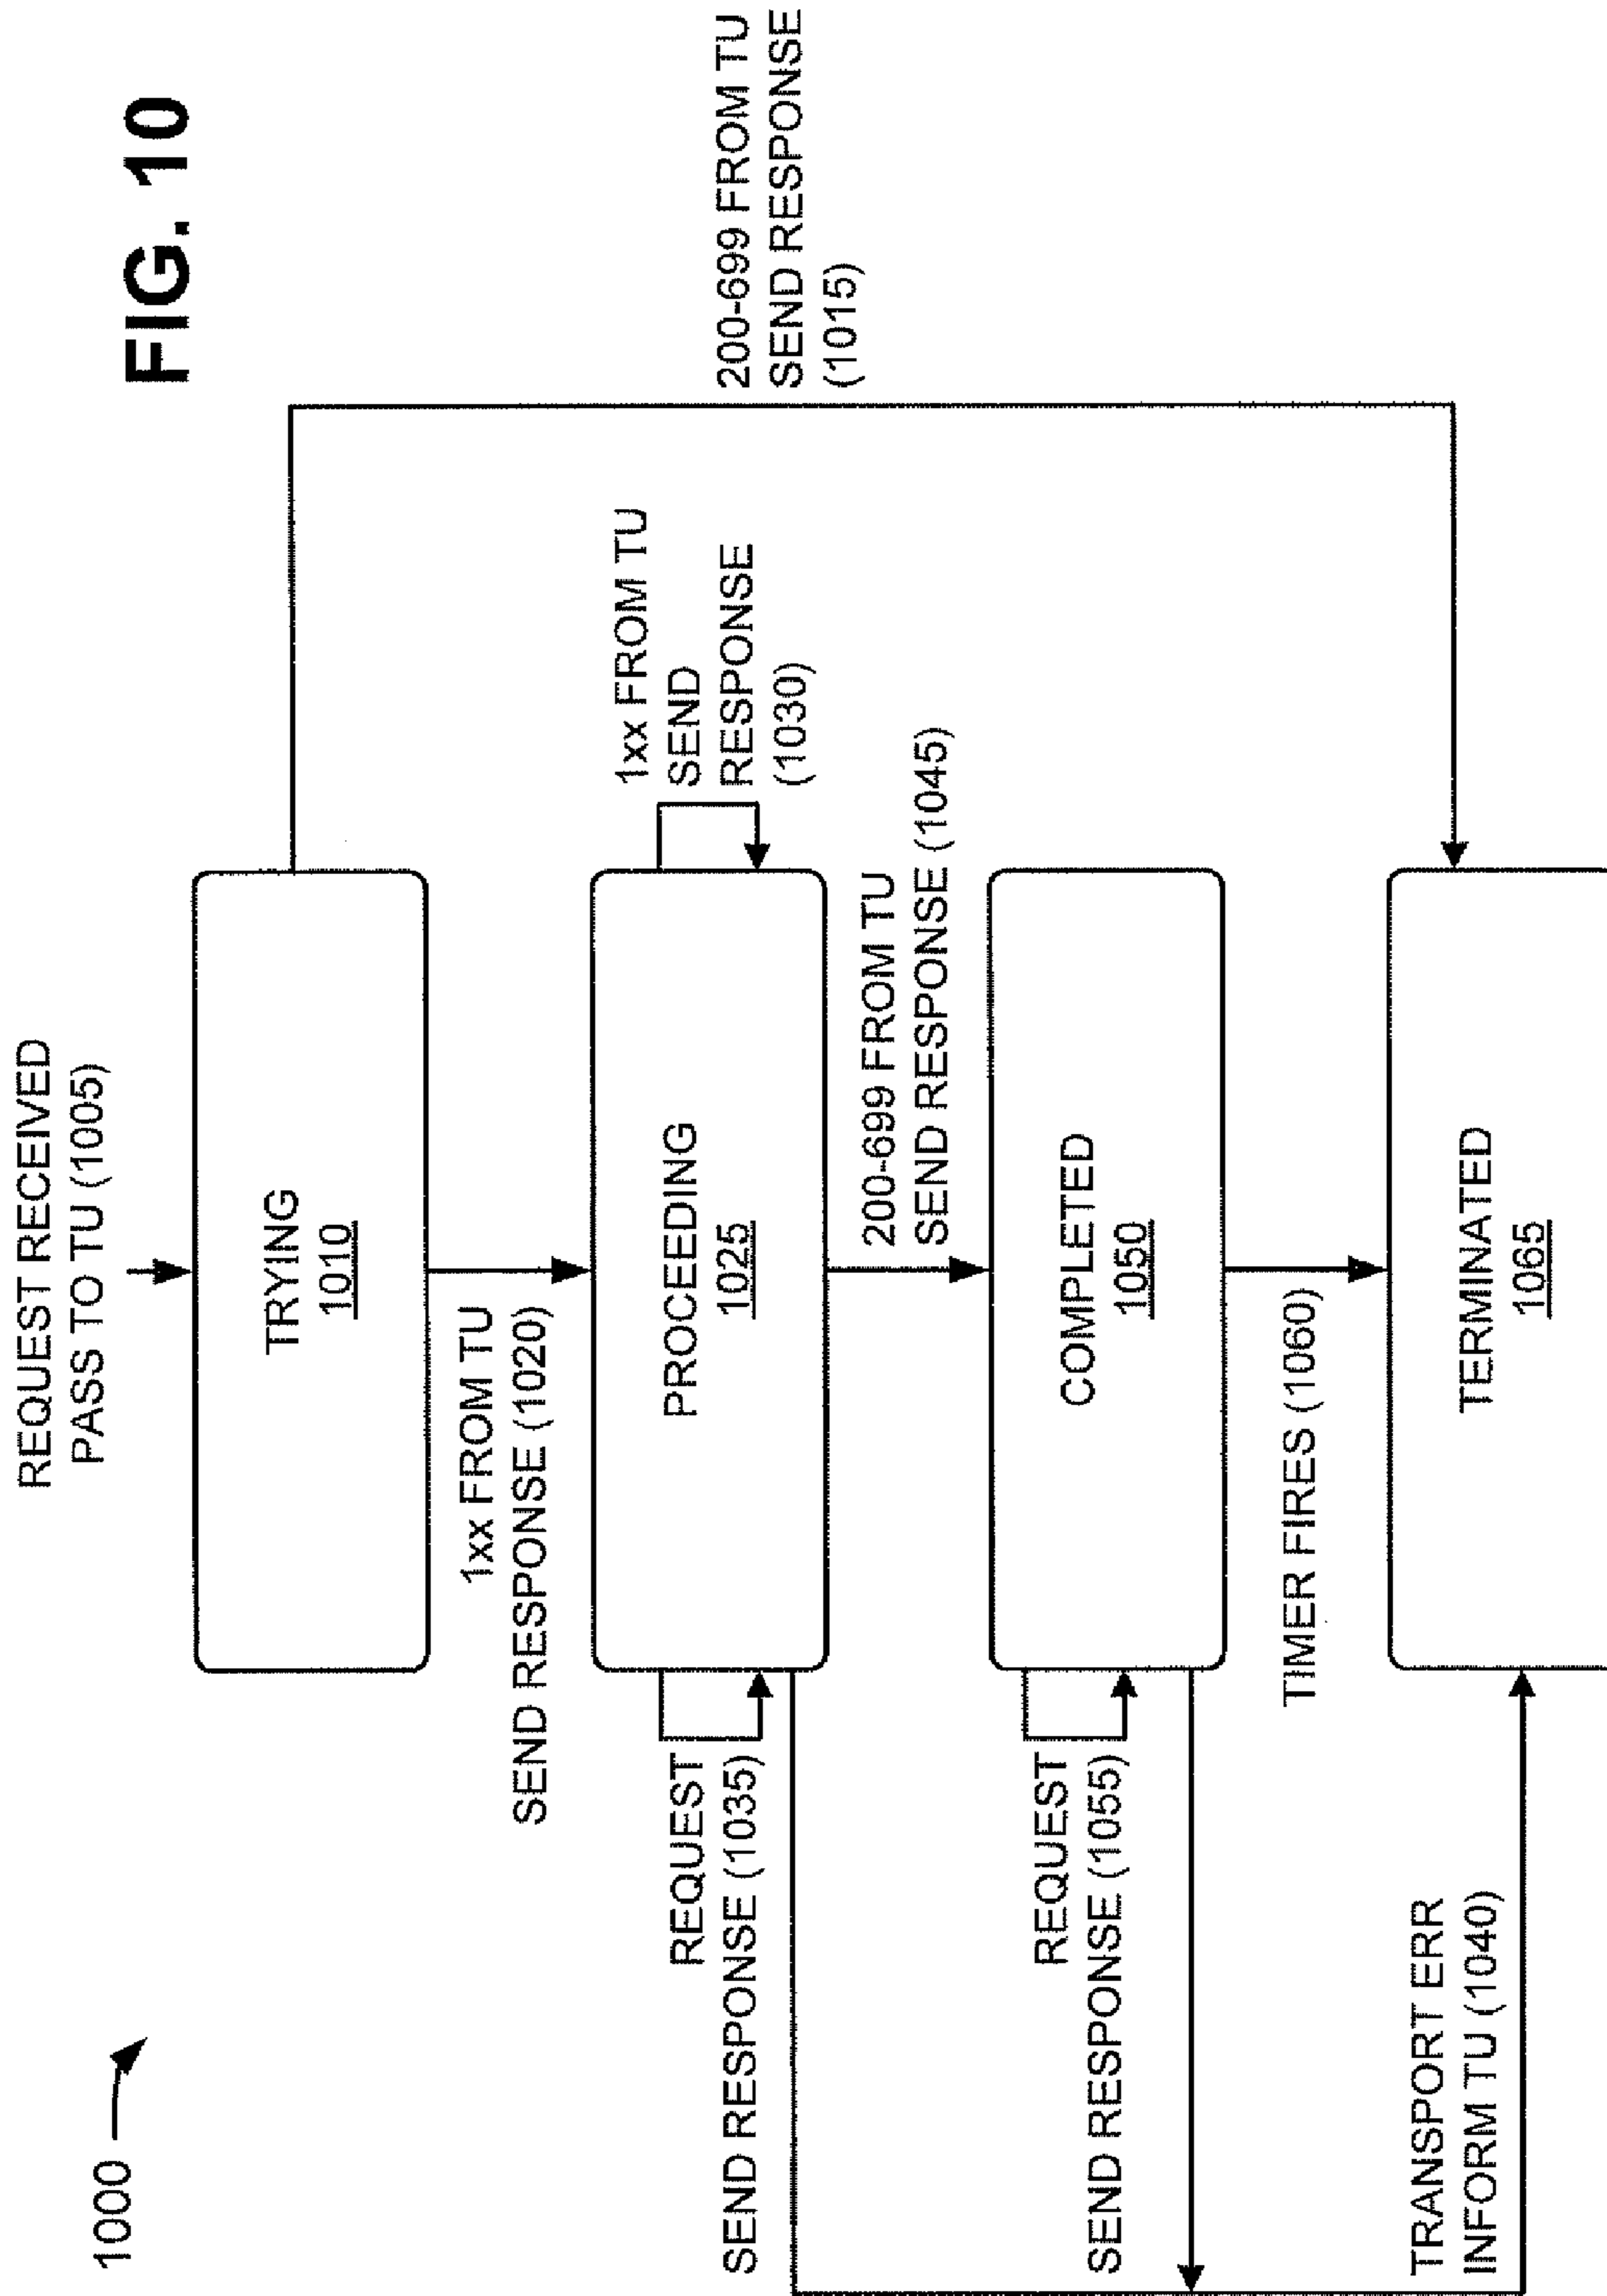 FIG. 10
1000
REQUEST RECEIVED
PASS TO TU (1005)
TRYING
1010
200-699 FROM TU
SEND RESPONSE
(1015)
1xx FROM TU
SEND RESPONSE (1020)
PROCEEDING
1025
1xx FROM TU
SEND
RESPONSE
(1030)
REQUEST
SEND RESPONSE (1035)
200-699 FROM TU
SEND RESPONSE (1045)
COMPLETED
1050
REQUEST
SEND RESPONSE (1055)
TIMER FIRES (1060)
TRANSPORT ERR
INFORM TU (1040)
TERMINATED
1065